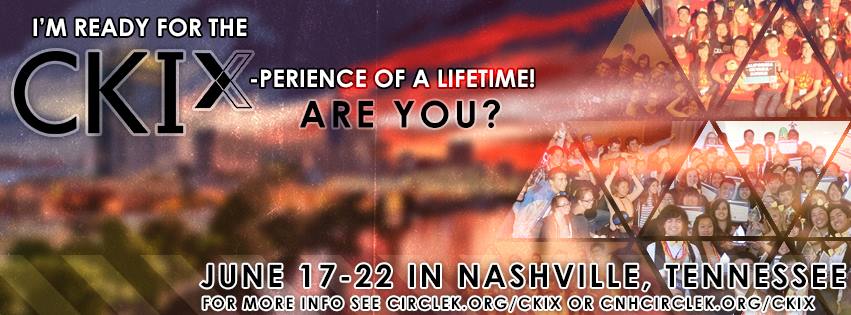 I'M READY FOR THE
CKIX -PERIENCE OF A LIFETIME!
ARE YOU?
JUNE 17-22 IN NASHVILLE, TENNESSEE
FOR MORE INFO SEE CIRCLEK.ORG/CKIX OR CNHCIRCLEK.ORG/CKIX